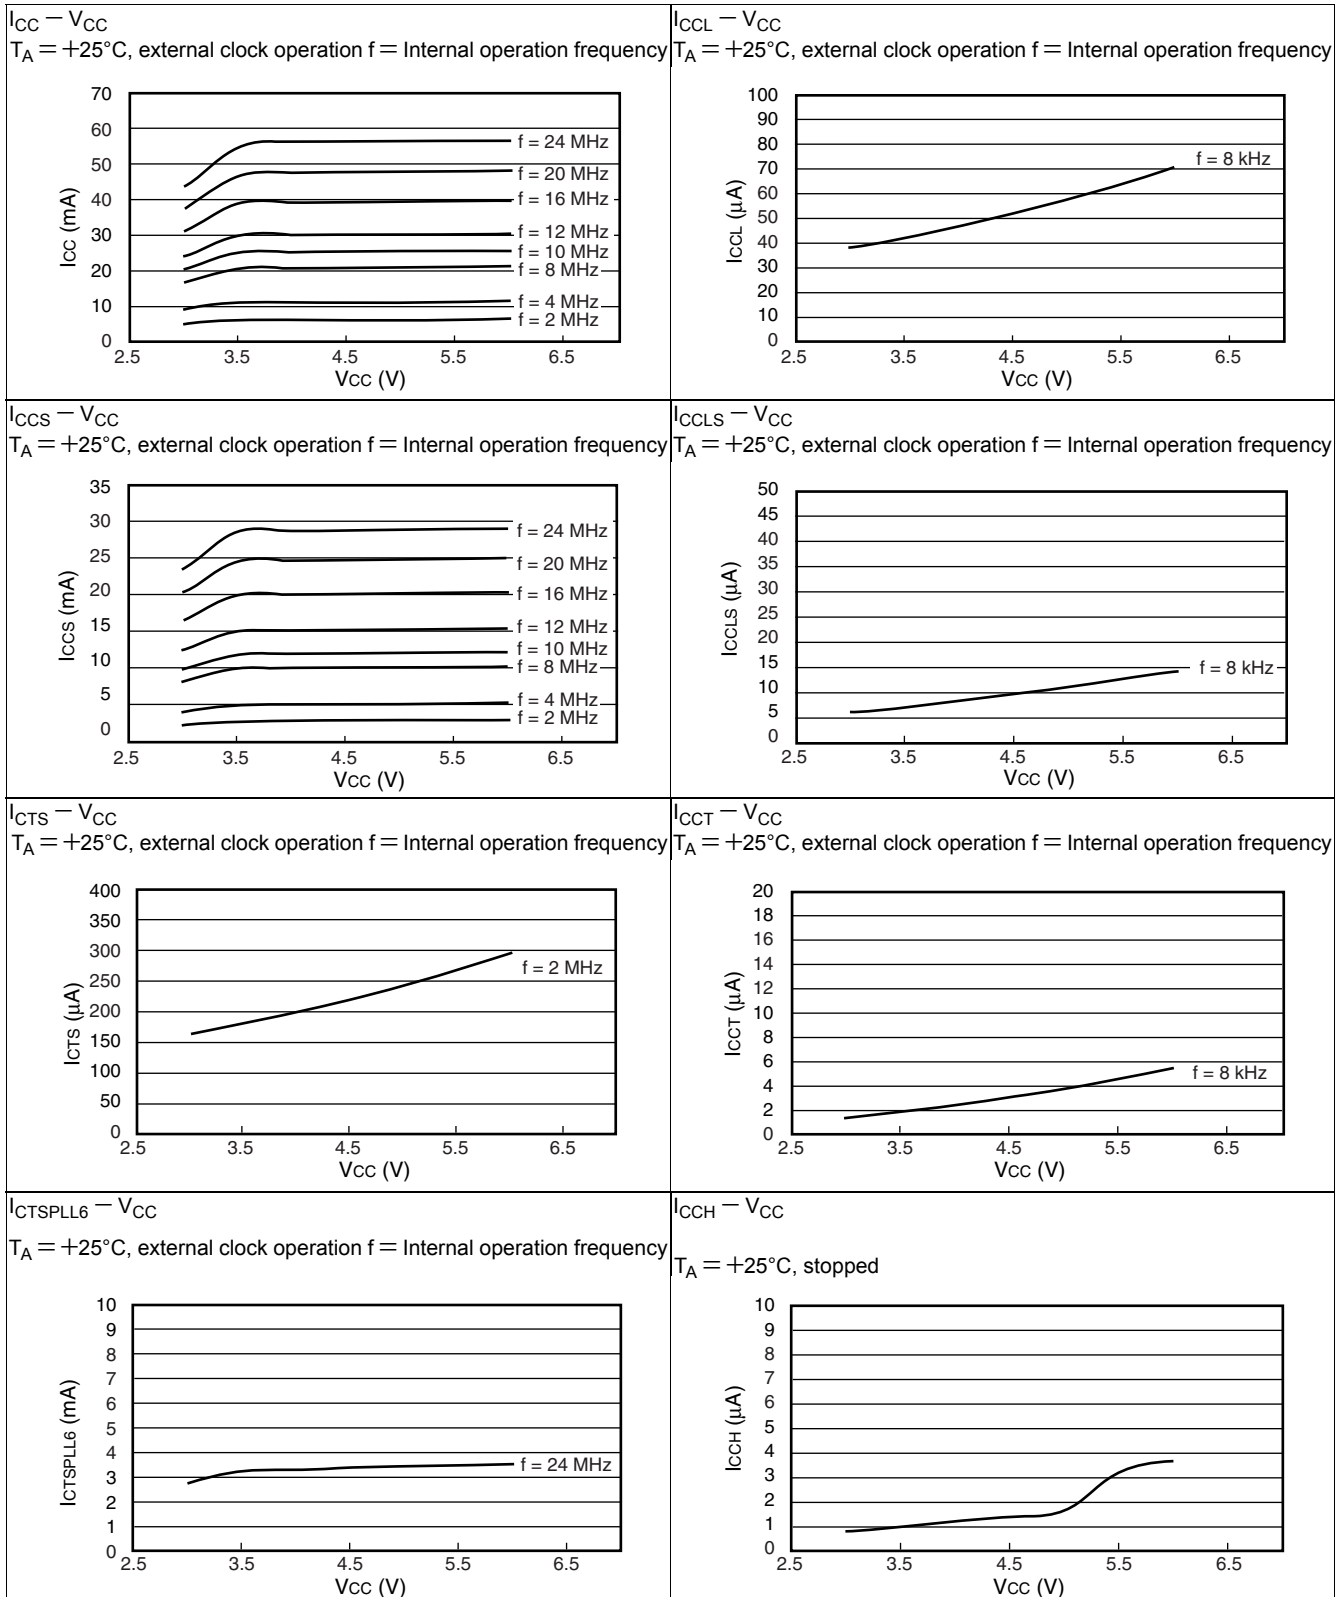 ICC − VCC
TA = +25°C, external clock operation f = Internal operation frequency
70
60
50
40
30
20
10
0
ICC (mA)
f = 24 MHz
f = 20 MHz
f = 16 MHz
f = 12 MHz
f = 10 MHz
f = 8 MHz
f = 4 MHz
f = 2 MHz
2.5 3.5 4.5 5.5 6.5
VCC (V)
ICCL − VCC
TA = +25°C, external clock operation f = Internal operation frequency
100
90
80
70
60
50
40
30
20
10
0
ICCL (μA)
f = 8 kHz
2.5 3.5 4.5 5.5 6.5
VCC (V)
ICCS − VCC
TA = +25°C, external clock operation f = Internal operation frequency
35
30
25
20
15
10
5
0
ICCS (mA)
f = 24 MHz
f = 20 MHz
f = 16 MHz
f = 12 MHz
f = 10 MHz
f = 8 MHz
f = 4 MHz
f = 2 MHz
2.5 3.5 4.5 5.5 6.5
VCC (V)
ICCLS − VCC
TA = +25°C, external clock operation f = Internal operation frequency
50
45
40
35
30
25
20
15
10
5
0
ICCLS (μA)
f = 8 kHz
2.5 3.5 4.5 5.5 6.5
VCC (V)
ICTS − VCC
TA = +25°C, external clock operation f = Internal operation frequency
400
350
300
250
200
150
100
50
0
ICTS (μA)
f = 2 MHz
2.5 3.5 4.5 5.5 6.5
VCC (V)
ICCT − VCC
TA = +25°C, external clock operation f = Internal operation frequency
20
18
16
14
12
10
8
6
4
2
0
ICCT (μA)
f = 8 kHz
2.5 3.5 4.5 5.5 6.5
VCC (V)
ICTSPLL6 − VCC
TA = +25°C, external clock operation f = Internal operation frequency
10
9
8
7
6
5
4
3
2
1
0
ICTSPLL6 (mA)
f = 24 MHz
2.5 3.5 4.5 5.5 6.5
VCC (V)
ICCH − VCC
TA = +25°C, stopped
10
9
8
7
6
5
4
3
2
1
0
ICCH (μA)
2.5 3.5 4.5 5.5 6.5
VCC (V)